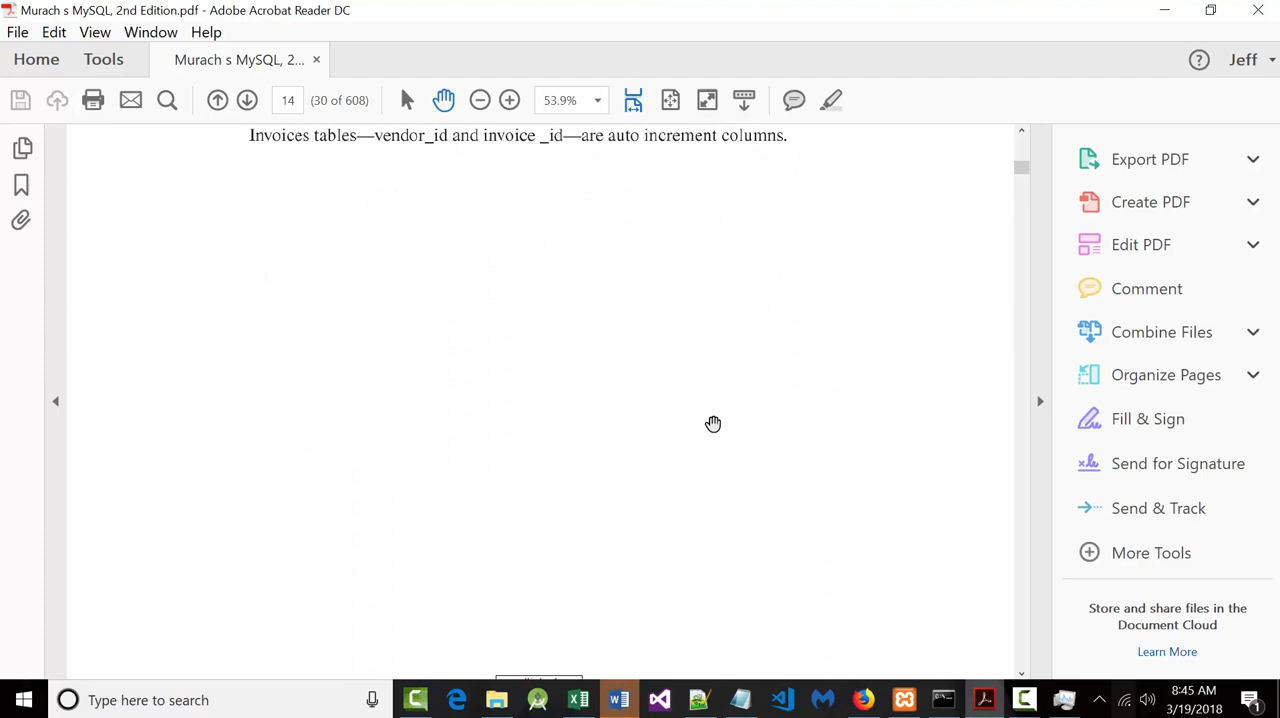 Murach s MySQL, 2nd Edition.pdf - Adobe Acrobat Reader DC
File Edit View Window Help
Home Tools Murach s MySQL, 2... × Jeff
14 (30 of 608) 53.9%
Invoices tables—vendor_id and invoice _id—are auto increment columns.
Export PDF
Create PDF
Edit PDF
Comment
Combine Files
Organize Pages
Fill & Sign
Send for Signature
Send & Track
More Tools
Store and share files in the
Document Cloud
Learn More
Type here to search
8:45 AM
3/19/2018
1